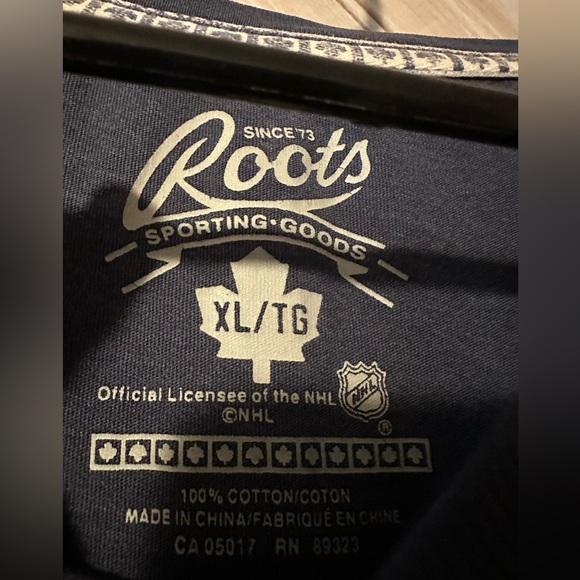 SINCE '73
Roots
SPORTING•GOODS
XL/TG
Official Licensee of the NHL
©NHL
NHL
®
100% COTTON/COTON
MADE IN CHINA/FABRIQUÉ EN CHINE
CA 05017 RN 89323